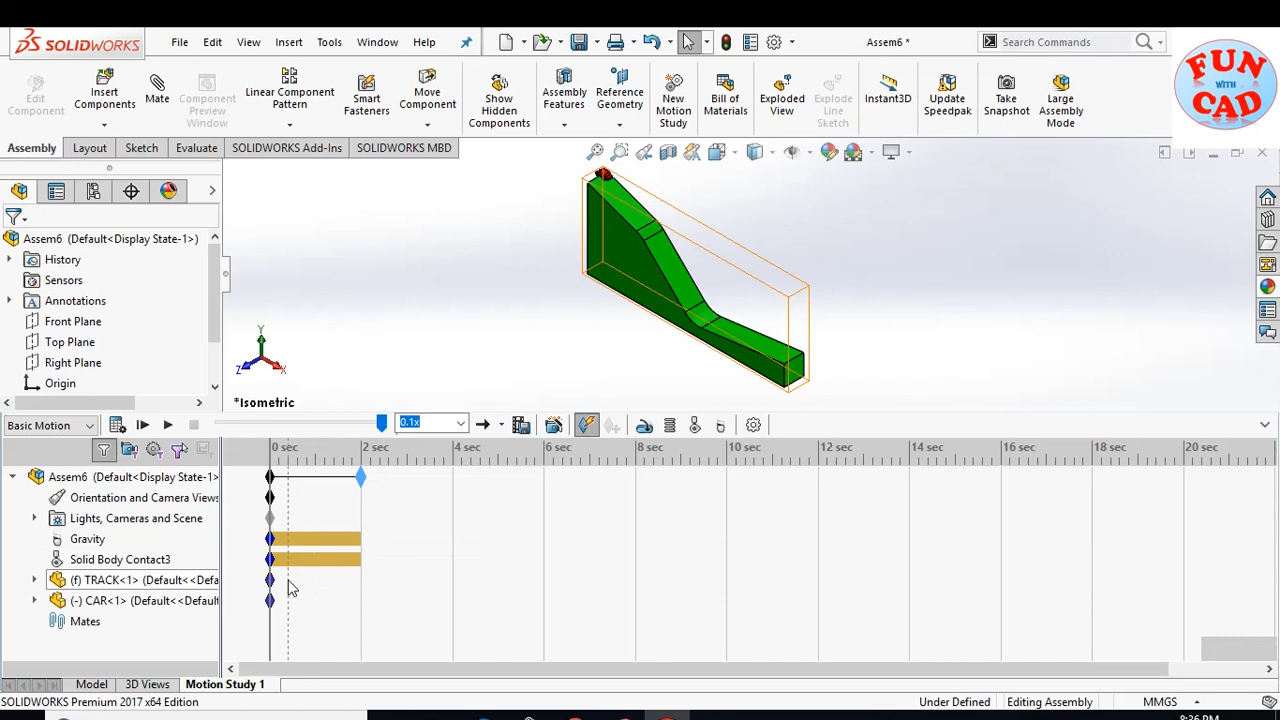 SOLIDWORKS
File
Edit
View
Insert
Tools
Window
Help
Assem6 *
Search Commands
FUN
WITH
CAD
Edit
Component
Insert
Components
Mate
Component
Preview
Window
Linear Component
Pattern
Smart
Fasteners
Move
Component
Show
Hidden
Components
Assembly
Features
Reference
Geometry
New
Motion
Study
Bill of
Materials
Exploded
View
Explode
Line
Sketch
Instant3D
Update
Speedpak
Take
Snapshot
Large
Assembly
Mode
Assembly
Layout
Sketch
Evaluate
SOLIDWORKS Add-Ins
SOLIDWORKS MBD
Assem6 (Default<Display State-1>)
History
Sensors
Annotations
Front Plane
Top Plane
Right Plane
Origin
Y
Z
X
*Isometric
Basic Motion
0.1x
0 sec
2 sec
4 sec
6 sec
8 sec
10 sec
12 sec
14 sec
16 sec
18 sec
20 sec
Assem6 (Default<Display State-1>
Orientation and Camera Views
Lights, Cameras and Scene
Gravity
Solid Body Contact3
(f) TRACK<1> (Default<<Defa
(-) CAR<1> (Default<<Default
Mates
Model
3D Views
Motion Study 1
SOLIDWORKS Premium 2017 x64 Edition
Under Defined
Editing Assembly
MMGS